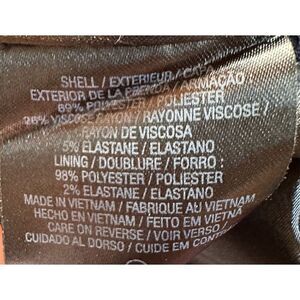 SHELL / EXTERIEUR /
EXTERIOR DE LA PRENDA / ARMAÇÃO
69% POLYESTER / POLIESTER
26% VISCOSE RAYON / RAYONNE VISCOSE /
RAYON DE VISCOSA
5% ELASTANE / ELASTANO
LINING / DOUBLURE / FORRO :
98% POLYESTER / POLIESTER
2% ELASTANE / ELASTANO
MADE IN VIETNAM / FABRIQUE AU VIETNAM
HECHO EN VIETNAM / FEITO EM VIETNA
CARE ON REVERSE / VOIR VERSO /
CUIDADO AL DORSO / CUIDE EM